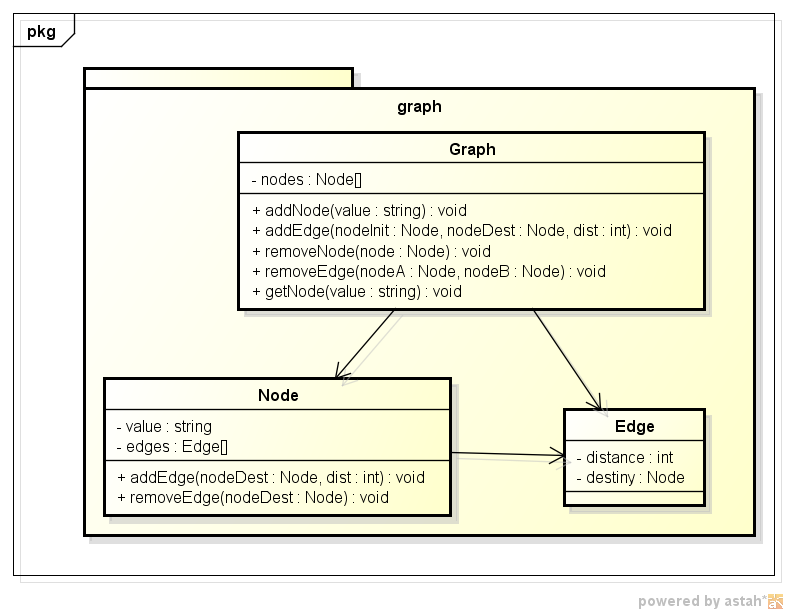 pkg
graph
Graph
- nodes : Node[]
+ addNode(value : string) : void
+ addEdge(nodeInit : Node, nodeDest : Node, dist : int) : void
+ removeNode(node : Node) : void
+ removeEdge(nodeA : Node, nodeB : Node) : void
+ getNode(value : string) : void
Node
- value : string
- edges : Edge[]
+ addEdge(nodeDest : Node, dist : int) : void
+ removeEdge(nodeDest : Node) : void
Edge
- distance : int
- destiny : Node
powered by astah*